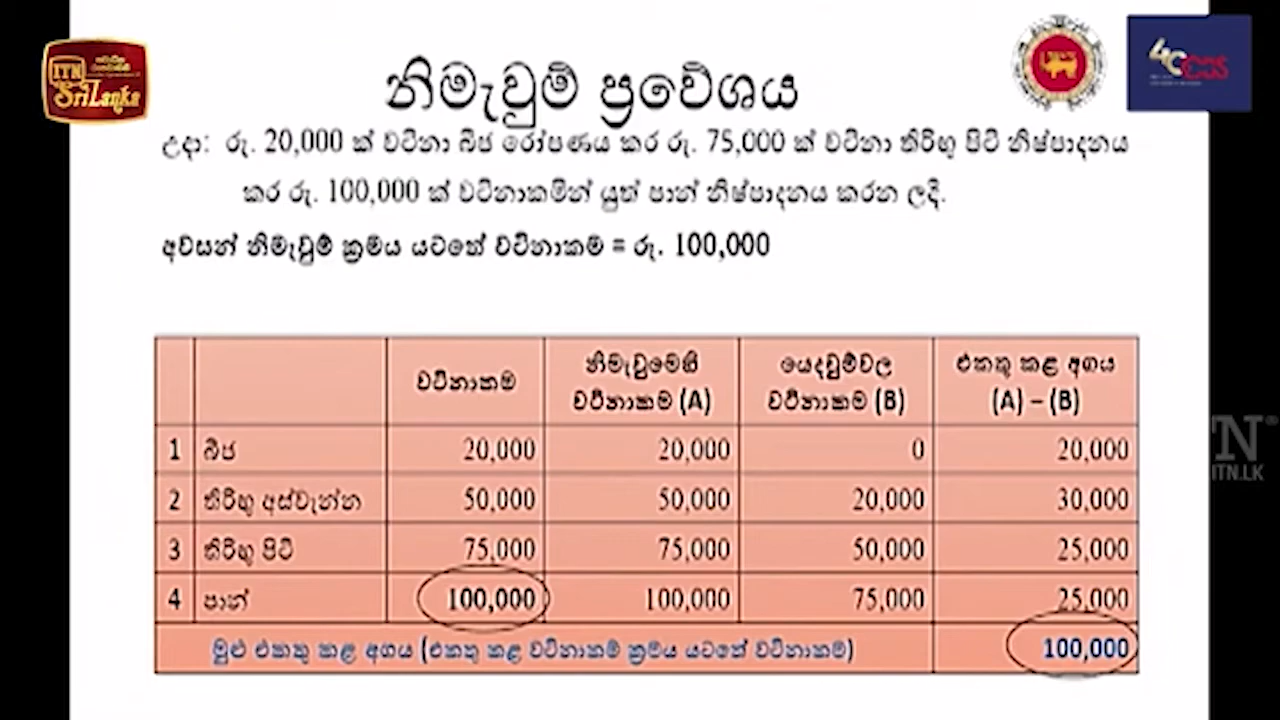 ITN
SriLanka
නිමැවුම් ප්‍රවේශය
උදා: රු. 20,000 ක් වටිනා බීජ රෝපණය කර රු. 75,000 ක් වටිනා තිරිඟු පිටි නිෂ්පාදනය
කර රු. 100,000 ක් වටිනාකමින් යුත් පාන් නිෂ්පාදනය කරන ලදී.
අවසන් නිමැවුම් ක්‍රමය යටතේ වටිනාකම = රු. 100,000
වටිනාකම නිමැවුමෙහි වටිනාකම (A) යෙදවුම්වල වටිනාකම (B) එකතු කළ අගය (A) – (B)
1 බීජ 20,000 20,000 0 20,000
2 තිරිඟු අස්වැන්න 50,000 50,000 20,000 30,000
3 තිරිඟු පිටි 75,000 75,000 50,000 25,000
4 පාන් 100,000 100,000 75,000 25,000
මුළු එකතු කළ අගය (එකතු කළ වටිනාකම් ක්‍රමය යටතේ වටිනාකම) 100,000
ITN.LK